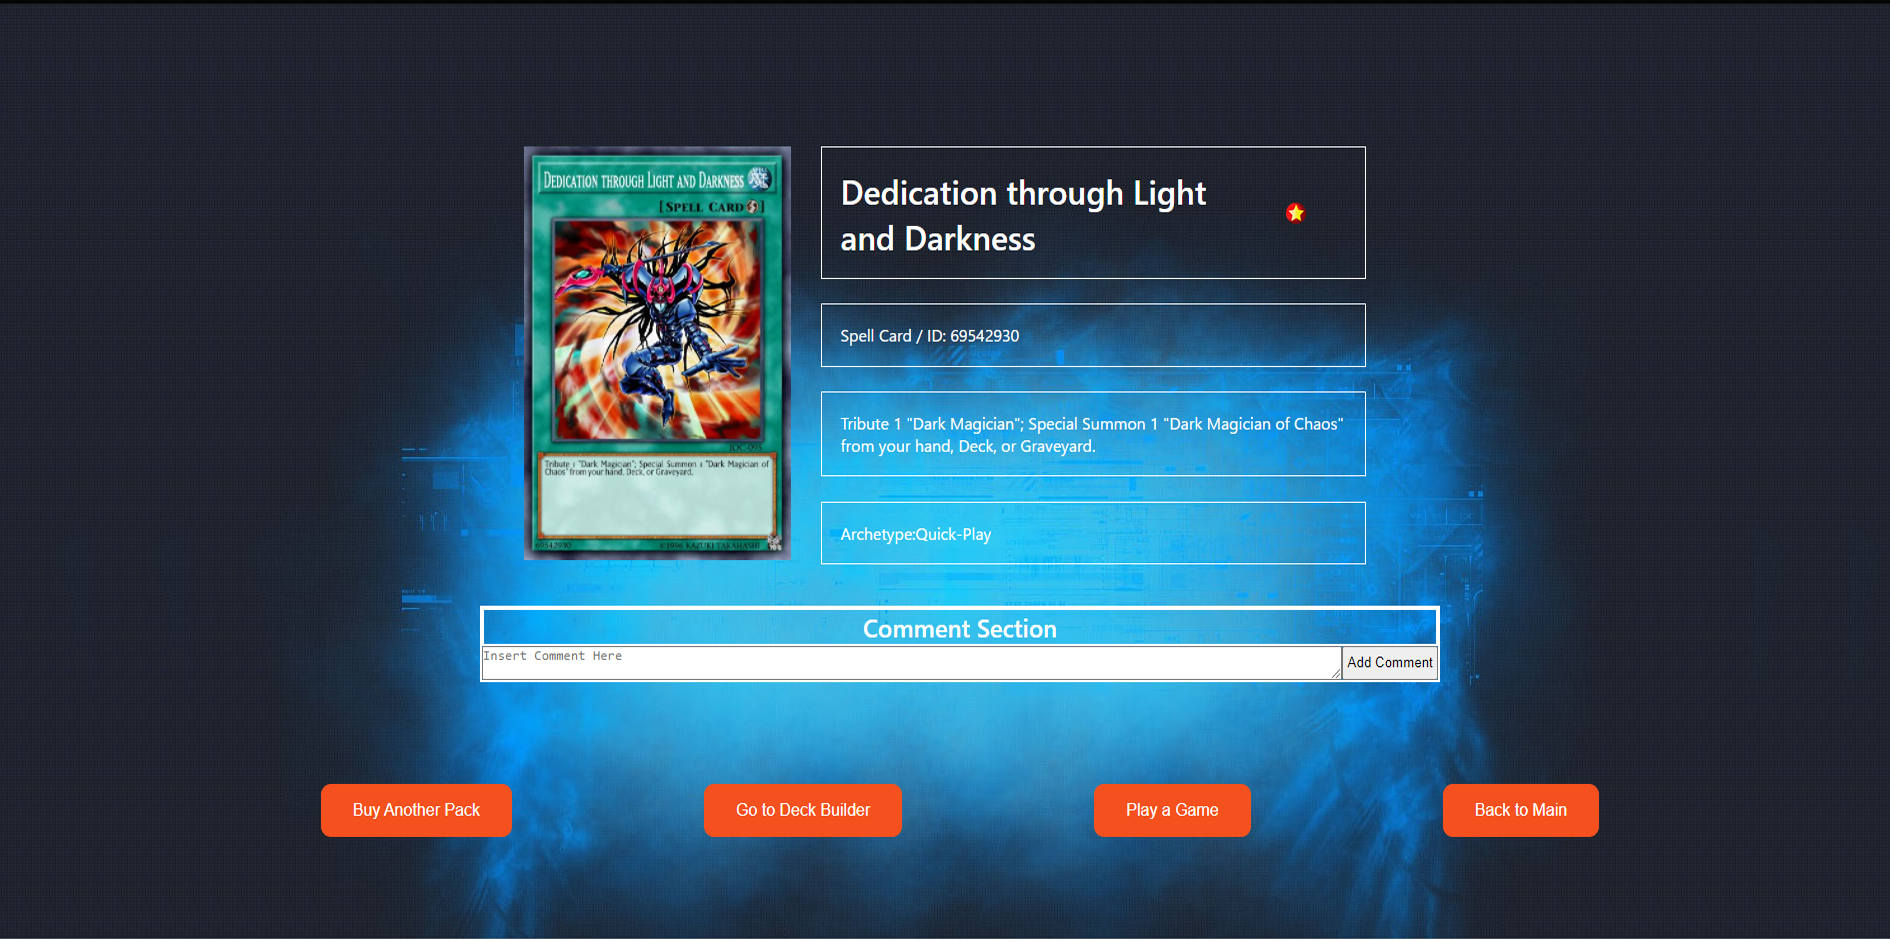 DEDICATION THROUGH LIGHT AND DARKNESS
SPELL
[SPELL CARD]
IOC-095
Tribute 1 "Dark Magician"; Special Summon 1 "Dark Magician of
Chaos" from your hand, Deck, or Graveyard.
69542930
©1996 KAZUKI TAKAHASHI
Dedication through Light
and Darkness
Spell Card / ID: 69542930
Tribute 1 "Dark Magician"; Special Summon 1 "Dark Magician of Chaos"
from your hand, Deck, or Graveyard.
Archetype:Quick-Play
Comment Section
Insert Comment Here
Add Comment
Buy Another Pack
Go to Deck Builder
Play a Game
Back to Main